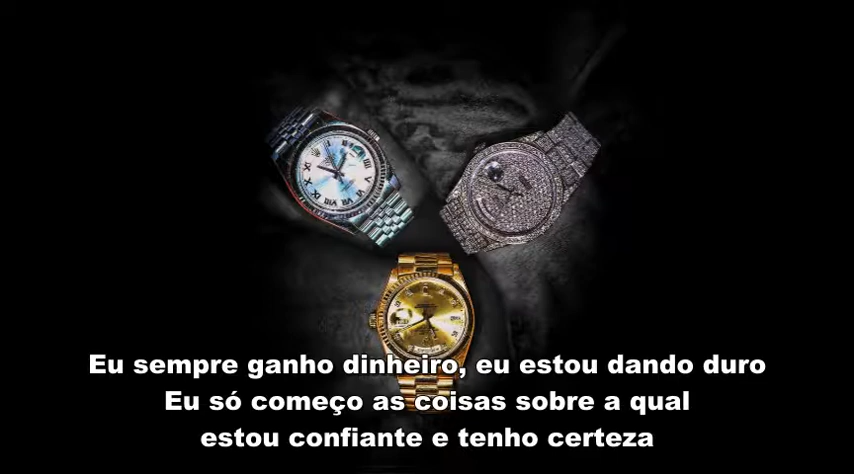 Eu sempre ganho dinheiro, eu estou dando duro
Eu só começo as coisas sobre a qual
estou confiante e tenho certeza